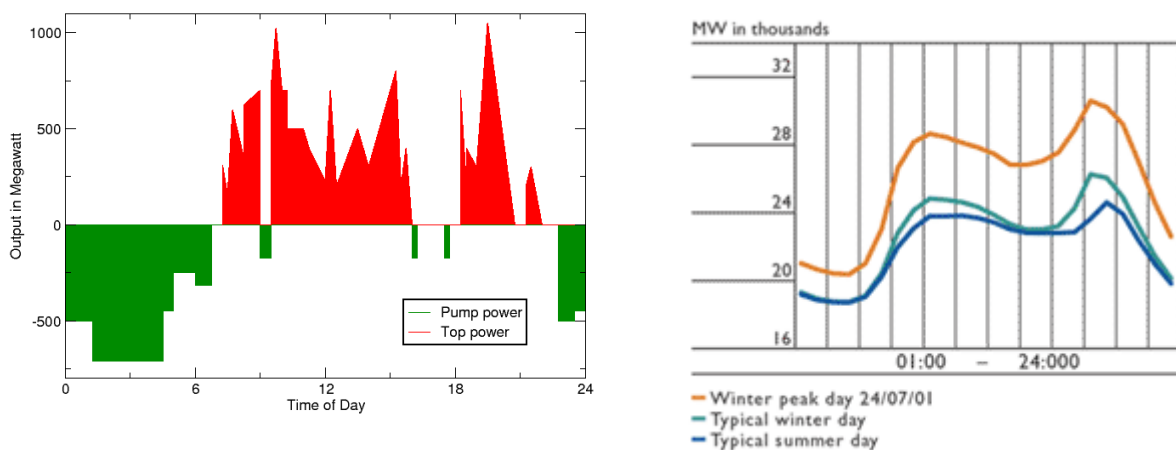 1000
500
0
-500
Output in Megawatt
0
6
12
18
24
Time of Day
Pump power
Top power
MW in thousands
32
28
24
20
16
01:00 – 24:000
Winter peak day 24/07/01
Typical winter day
Typical summer day